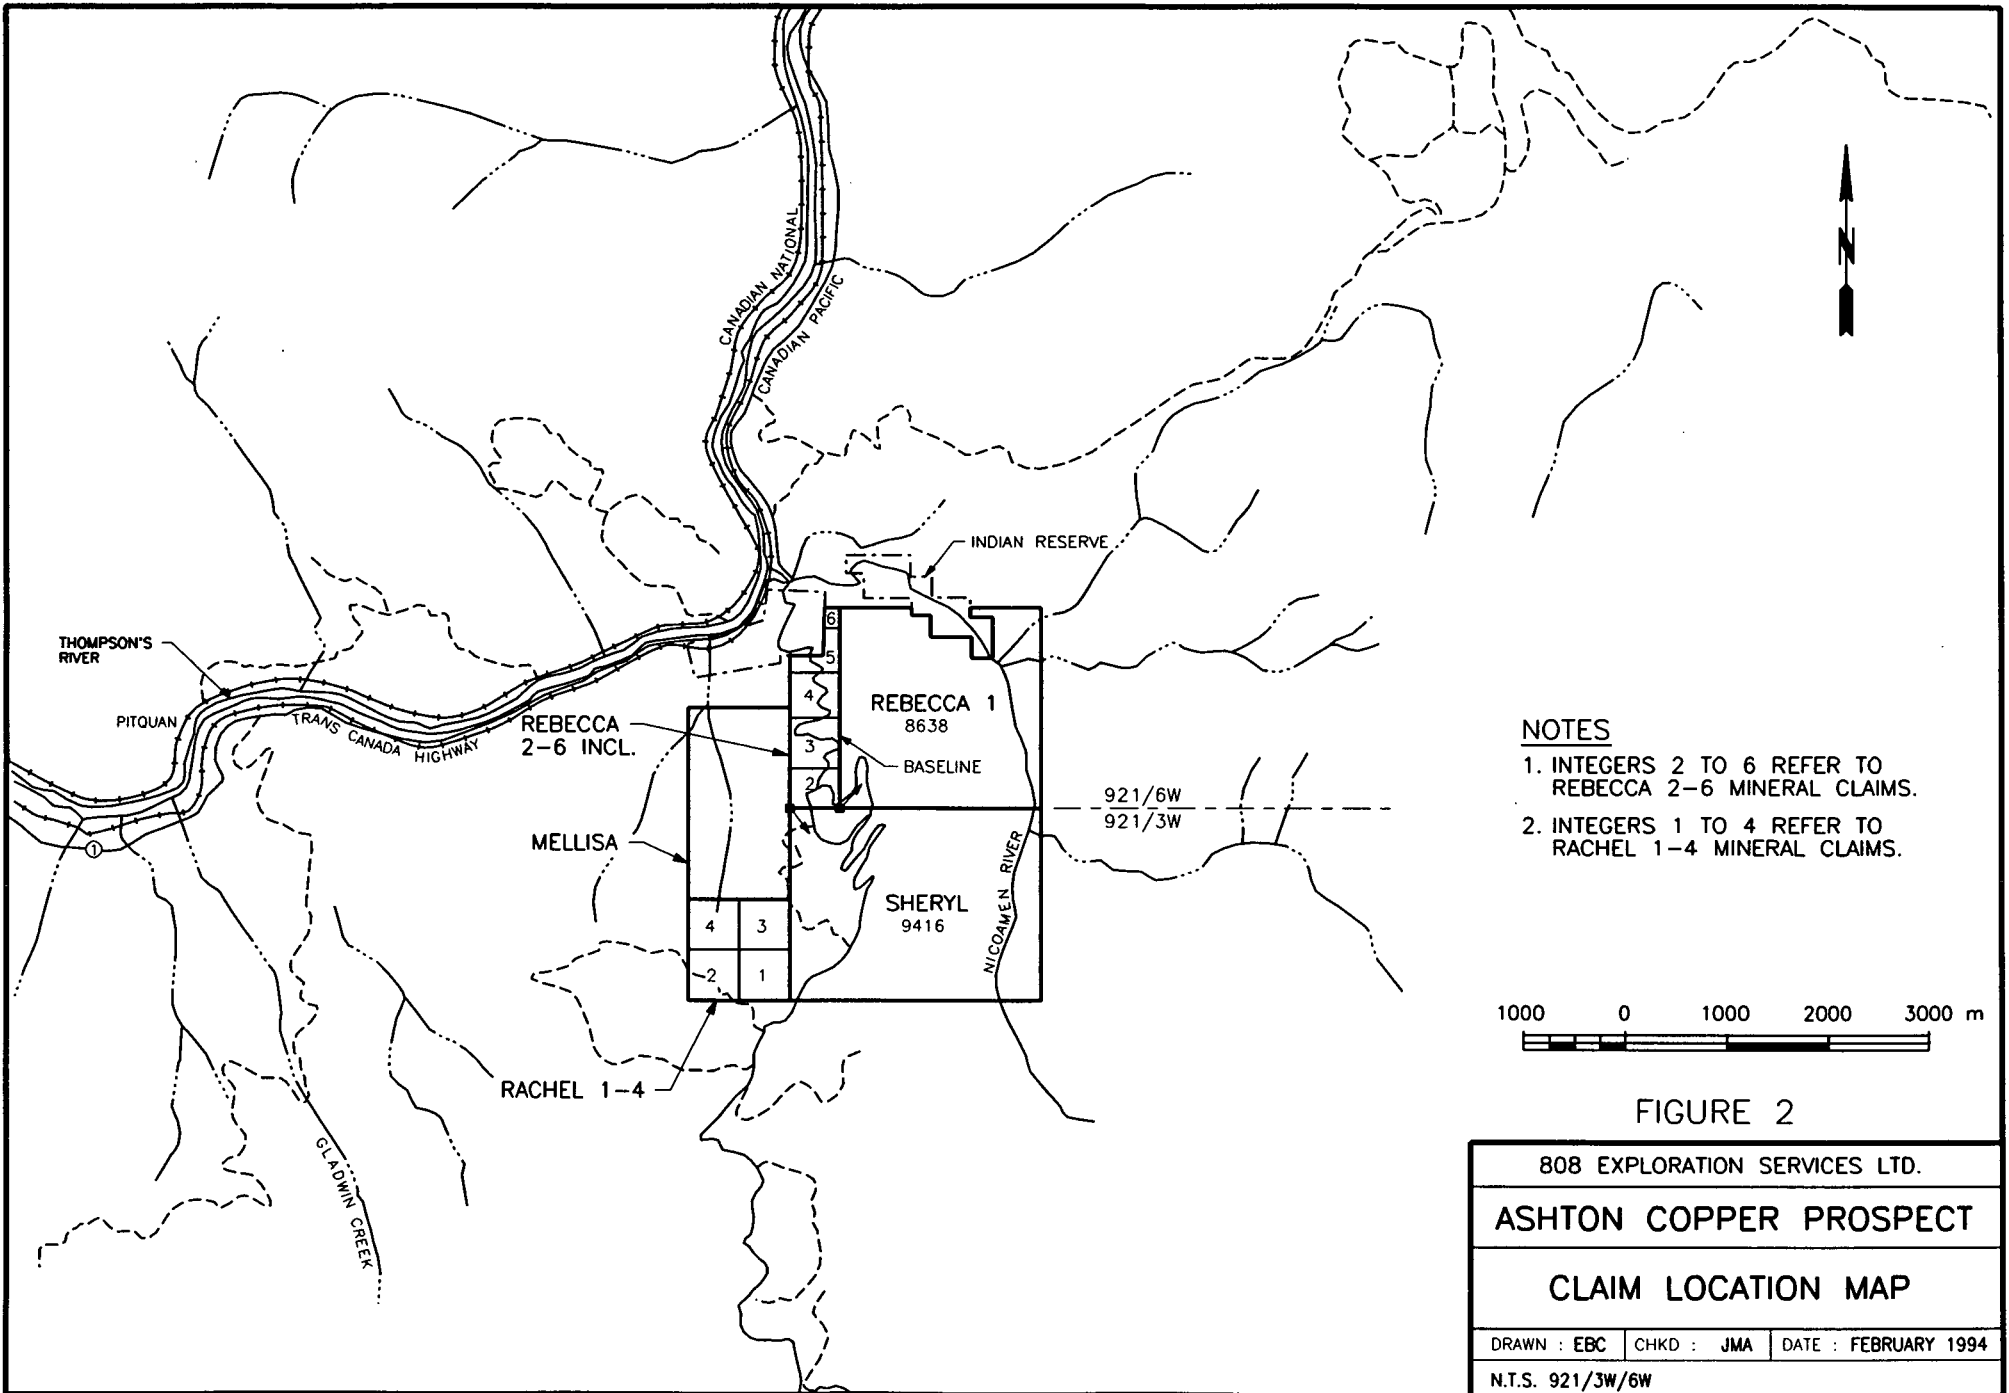 CANADIAN NATIONAL
CANADIAN PACIFIC
N
INDIAN RESERVE
THOMPSON'S
RIVER
PITQUAN
TRANS CANADA HIGHWAY
1
REBECCA
2-6 INCL.
6
5
4
3
2
REBECCA 1
8638
BASELINE
921/6W
921/3W
MELLISA
SHERYL
9416
NICOAMEN RIVER
4
3
2
1
RACHEL 1-4
GLADWIN CREEK
NOTES
1. INTEGERS 2 TO 6 REFER TO
REBECCA 2-6 MINERAL CLAIMS.
2. INTEGERS 1 TO 4 REFER TO
RACHEL 1-4 MINERAL CLAIMS.
1000 0 1000 2000 3000 m
FIGURE 2
808 EXPLORATION SERVICES LTD.
ASHTON COPPER PROSPECT
CLAIM LOCATION MAP
DRAWN : EBC CHKD : JMA DATE : FEBRUARY 1994
N.T.S. 921/3W/6W